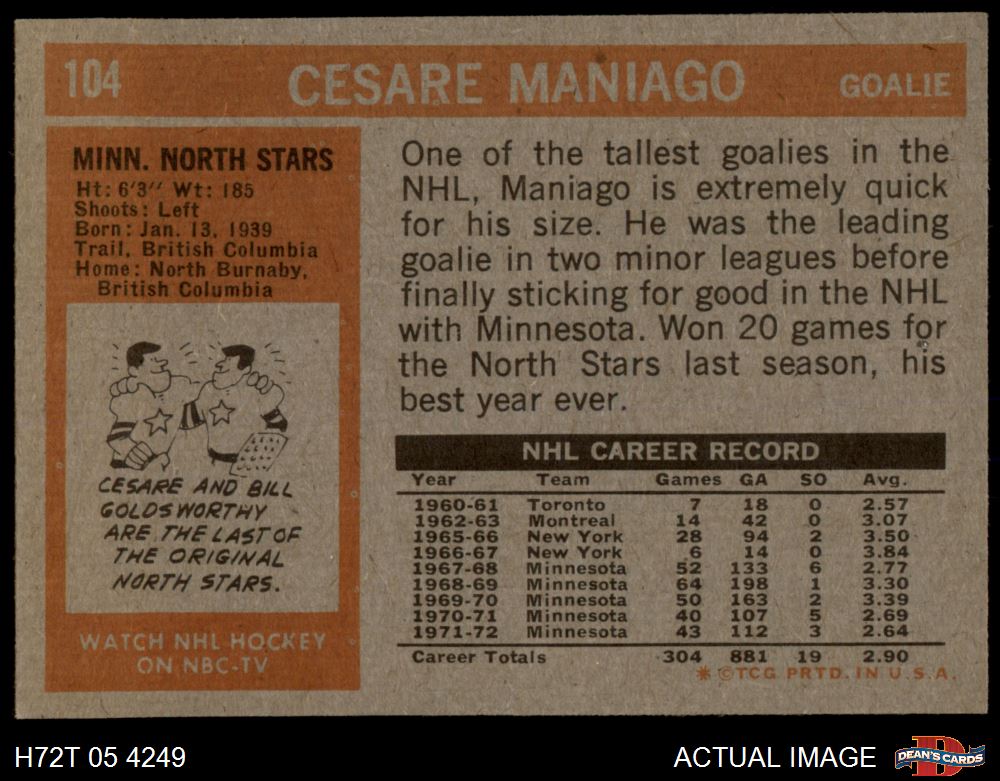 104 CESARE MANIAGO GOALIE
MINN. NORTH STARS
Ht: 6'3" Wt: 185
Shoots: Left
Born: Jan. 13, 1939
Trail, British Columbia
Home: North Burnaby,
British Columbia
CESARE AND BILL
GOLDSWORTHY
ARE THE LAST OF
THE ORIGINAL
NORTH STARS.
WATCH NHL HOCKEY
ON NBC-TV
One of the tallest goalies in the
NHL, Maniago is extremely quick
for his size. He was the leading
goalie in two minor leagues before
finally sticking for good in the NHL
with Minnesota. Won 20 games for
the North Stars last season, his
best year ever.
NHL CAREER RECORD
Year Team Games GA SO Avg.
1960-61 Toronto 7 18 0 2.57
1962-63 Montreal 14 42 0 3.07
1965-66 New York 28 94 2 3.50
1966-67 New York 6 14 0 3.84
1967-68 Minnesota 52 133 6 2.77
1968-69 Minnesota 64 198 1 3.30
1969-70 Minnesota 50 163 2 3.39
1970-71 Minnesota 40 107 5 2.69
1971-72 Minnesota 43 112 3 2.64
Career Totals 304 881 19 2.90
* ©TCG PRTD. IN U.S.A.
H72T 05 4249 ACTUAL IMAGE DEAN'S CARDS